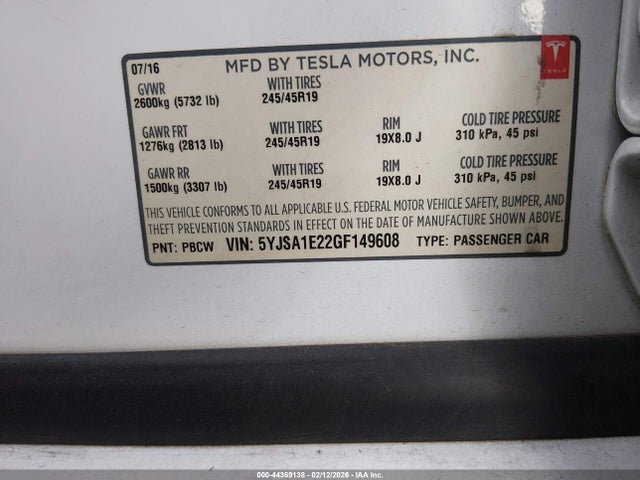 07/16 MFD BY TESLA MOTORS, INC.
TESLA
GVWR WITH TIRES
2600kg (5732 lb) 245/45R19
GAWR FRT WITH TIRES RIM COLD TIRE PRESSURE
1276kg (2813 lb) 245/45R19 19X8.0 J 310 kPa, 45 psi
GAWR RR WITH TIRES RIM COLD TIRE PRESSURE
1500kg (3307 lb) 245/45R19 19X8.0 J 310 kPa, 45 psi
THIS VEHICLE CONFORMS TO ALL APPLICABLE U.S. FEDERAL MOTOR VEHICLE SAFETY, BUMPER, AND
THEFT PREVENTION STANDARDS IN EFFECT ON THE DATE OF MANUFACTURE SHOWN ABOVE.
PNT: PBCW VIN: 5YJSA1E22GF149608 TYPE: PASSENGER CAR
000-44369138 - 02/12/2026 - IAA Inc.